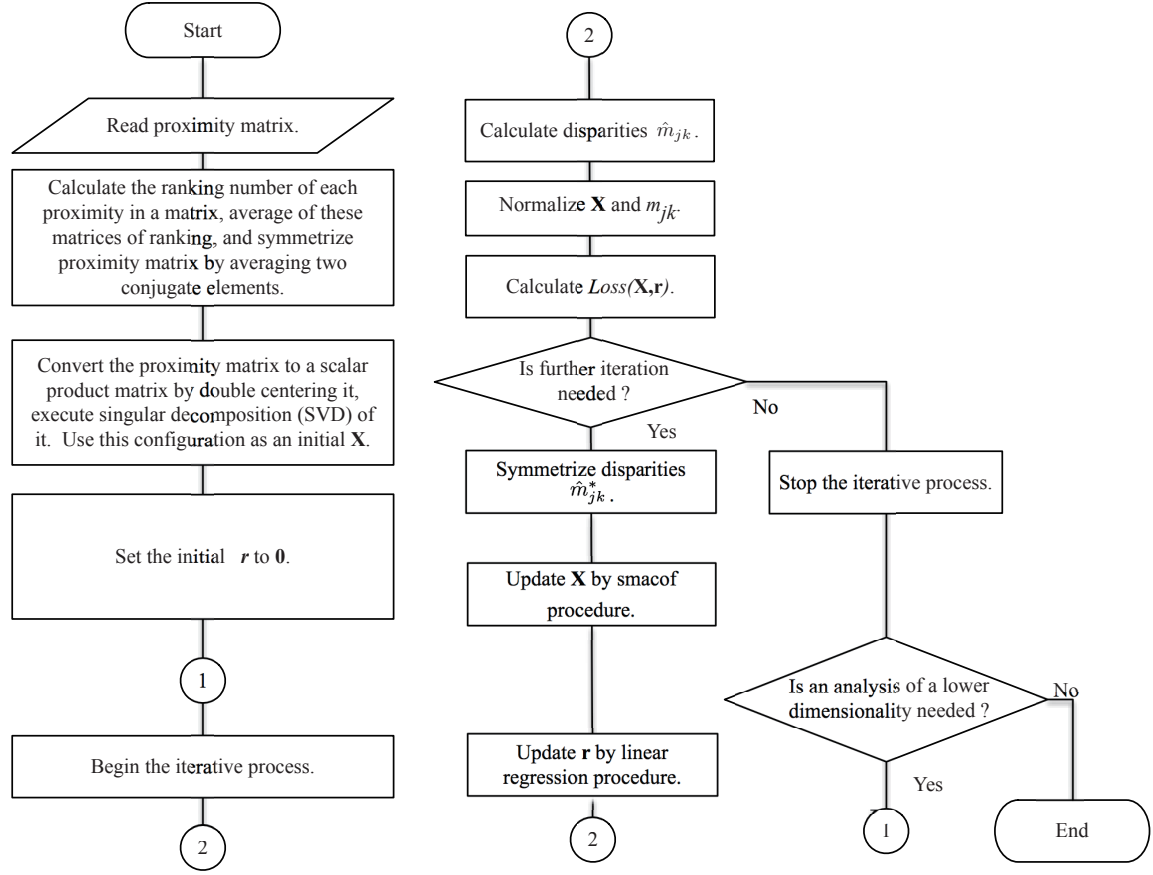 Start
Read proximity matrix.
Calculate the ranking number of each
proximity in a matrix, average of these
matrices of ranking, and symmetrize
proximity matrix by averaging two
conjugate elements.
Convert the proximity matrix to a scalar
product matrix by double centering it,
execute singular decomposition (SVD) of
it. Use this configuration as an initial X.
Set the initial r to 0.
1
Begin the iterative process.
2
2
Calculate disparities m̂jk.
Normalize X and mjk.
Calculate Loss(X,r).
Is further iteration
needed ?
No
Yes
Symmetrize disparities
m̂*jk.
Update X by smacof
procedure.
Update r by linear
regression procedure.
2
Stop the iterative process.
Is an analysis of a lower
dimensionality needed ?
No
Yes
1
End